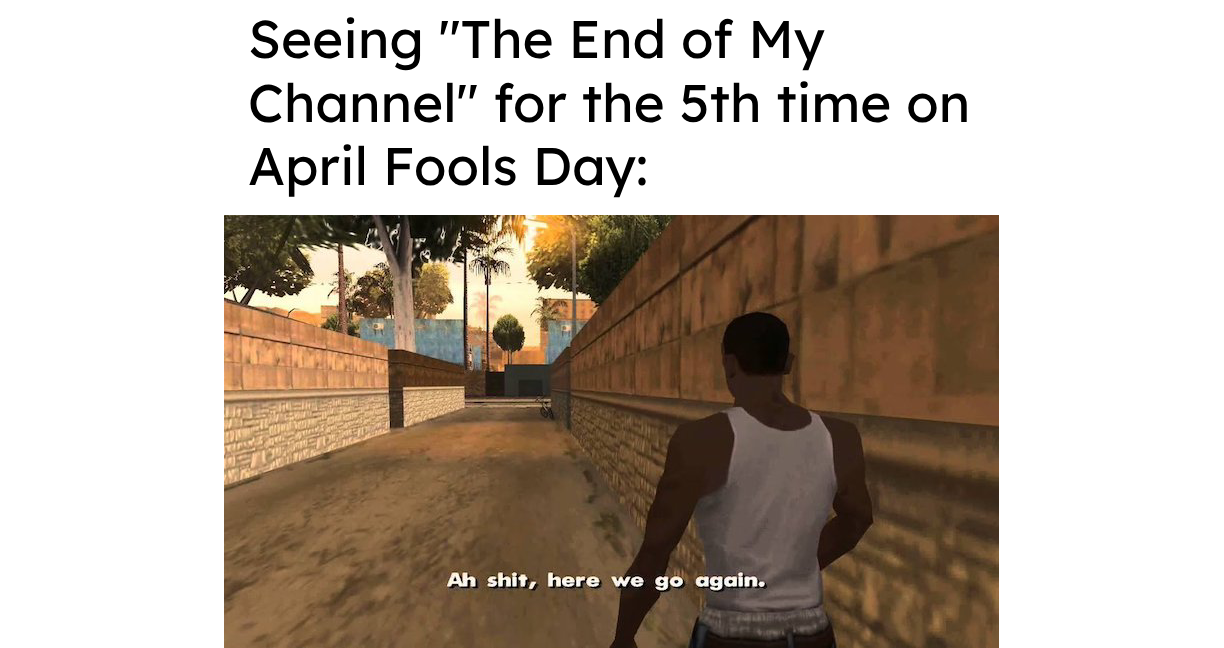 Seeing "The End of My
Channel" for the 5th time on
April Fools Day:
Ah shit, here we go again.